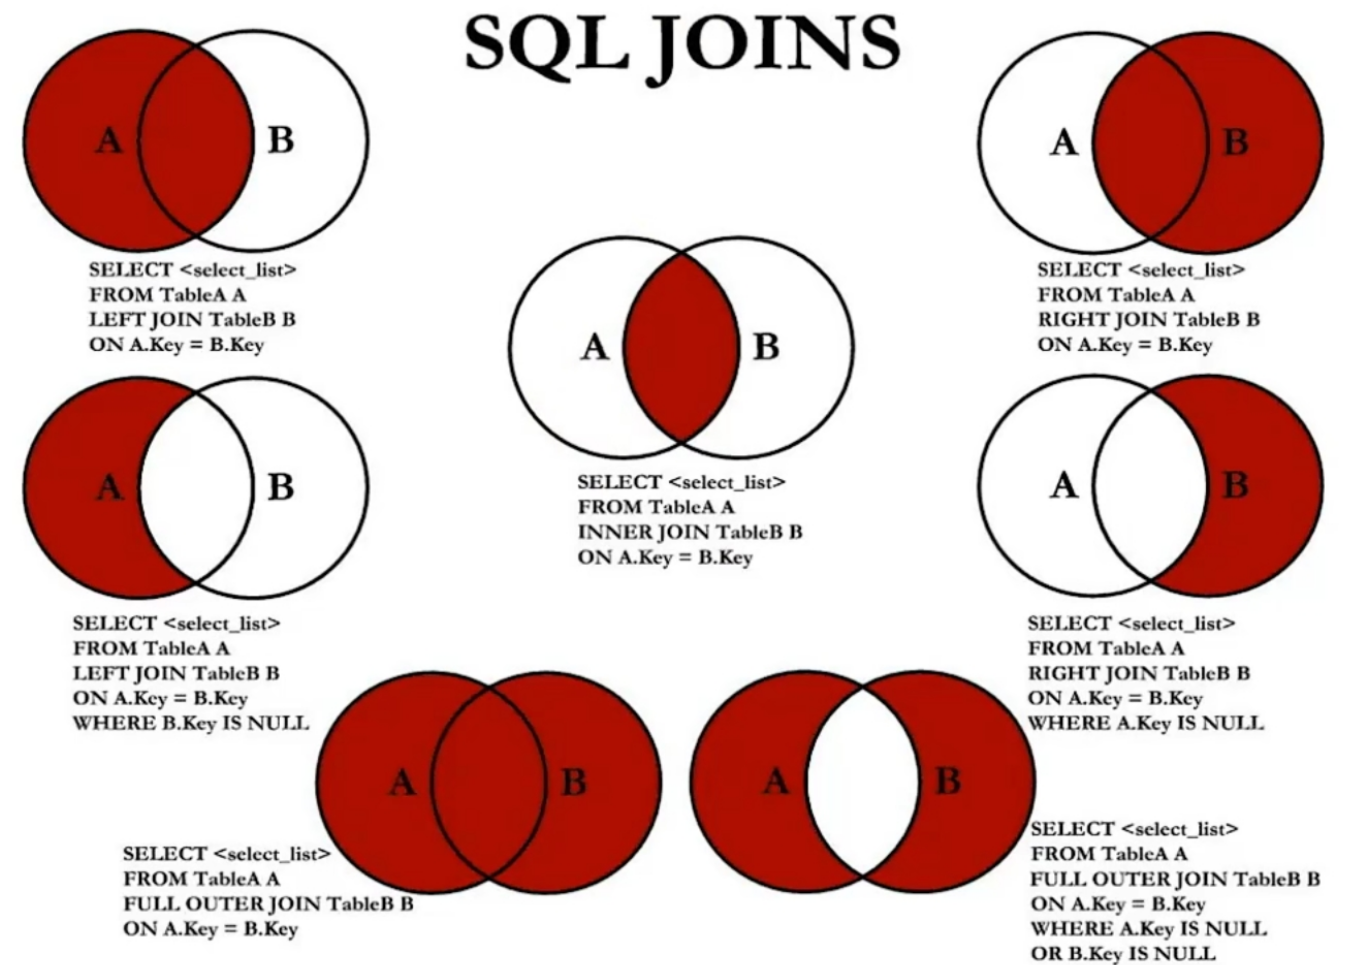 SQL JOINS
A
B
SELECT <select_list>
FROM TableA A
LEFT JOIN TableB B
ON A.Key = B.Key
A
B
SELECT <select_list>
FROM TableA A
RIGHT JOIN TableB B
ON A.Key = B.Key
A
B
SELECT <select_list>
FROM TableA A
INNER JOIN TableB B
ON A.Key = B.Key
A
B
SELECT <select_list>
FROM TableA A
LEFT JOIN TableB B
ON A.Key = B.Key
WHERE B.Key IS NULL
A
B
SELECT <select_list>
FROM TableA A
RIGHT JOIN TableB B
ON A.Key = B.Key
WHERE A.Key IS NULL
A
B
SELECT <select_list>
FROM TableA A
FULL OUTER JOIN TableB B
ON A.Key = B.Key
A
B
SELECT <select_list>
FROM TableA A
FULL OUTER JOIN TableB B
ON A.Key = B.Key
WHERE A.Key IS NULL
OR B.Key IS NULL